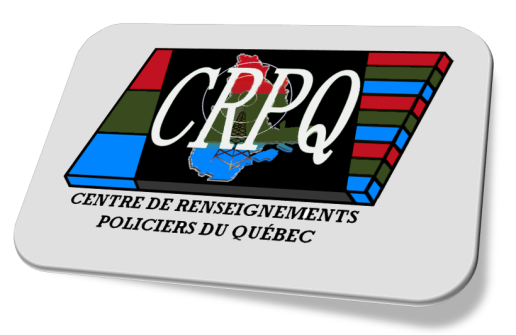 CRPQ
CENTRE DE RENSEIGNEMENTS
POLICIERS DU QUÉBEC